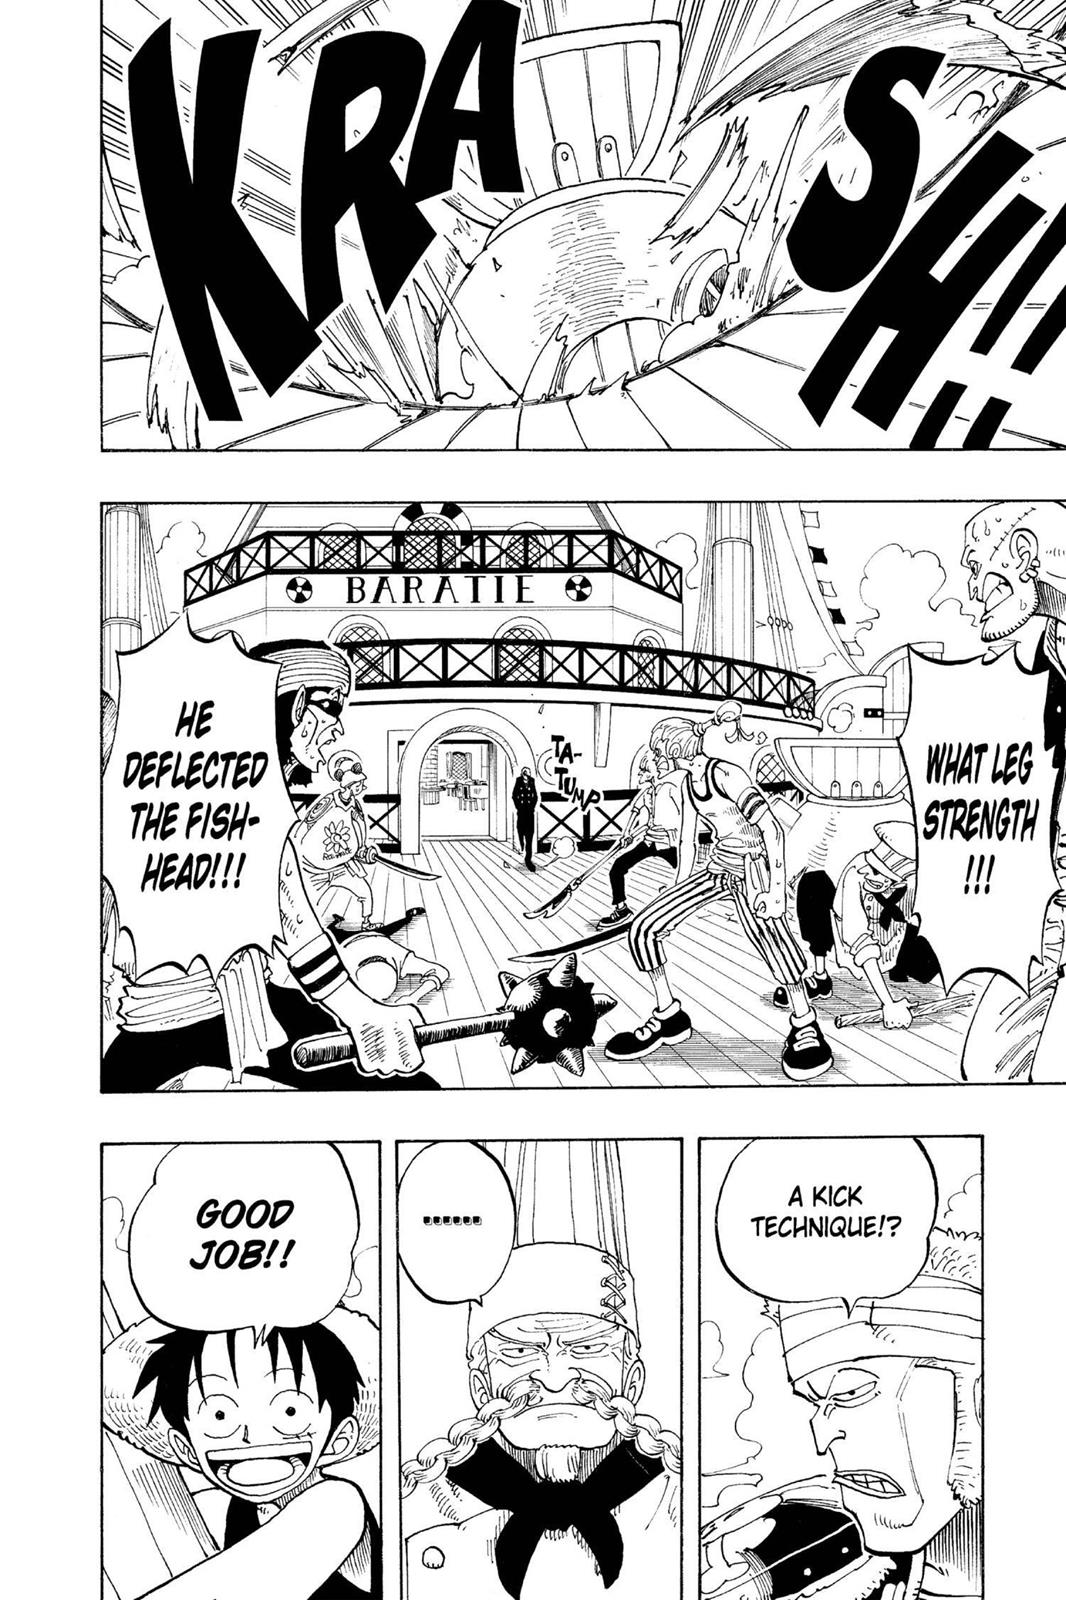 KRA
SH!!
!!
BARATIE
WHAT LEG
STRENGTH
!!!
TA-
TUMP
HE
DEFLECTED
THE FISH-
HEAD!!!
A KICK
TECHNIQUE!?
......
GOOD
JOB!!